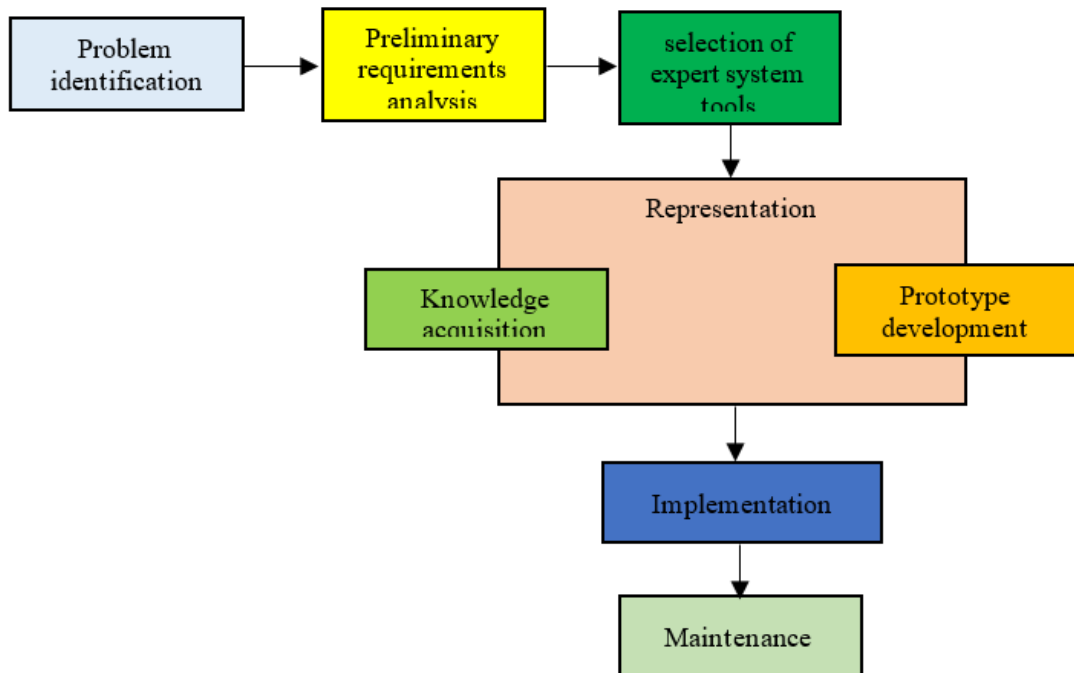 Problem
identification
Preliminary
requirements
analysis
selection of
expert system
tools
Representation
Knowledge
acquisition
Prototype
development
Implementation
Maintenance